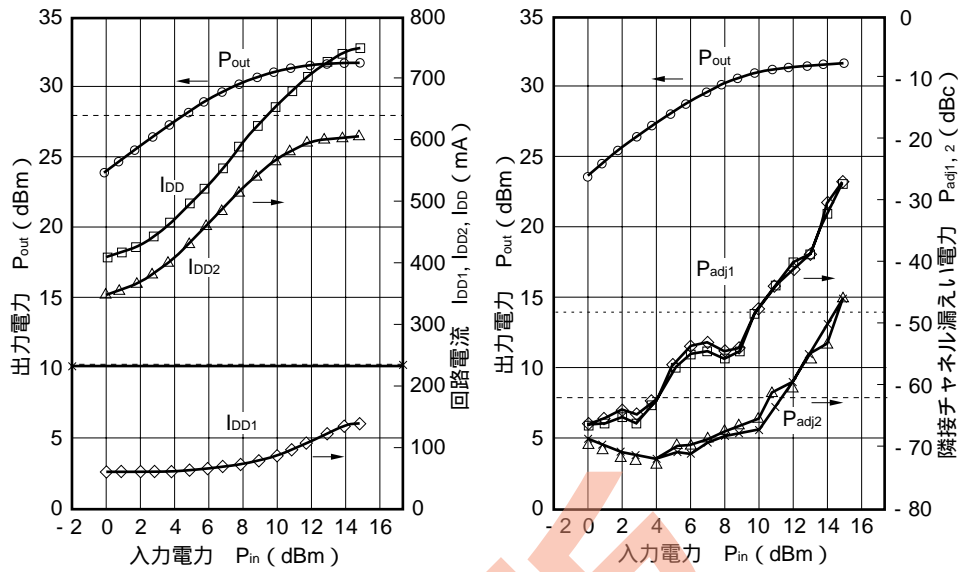 35
30
25
20
15
10
5
0
出力電力 Pout（dBm）
800
700
600
500
400
300
200
100
0
回路電流 IDD1, IDD2, IDD（mA）
Pout
IDD
IDD2
IDD1
- 2 0 2 4 6 8 10 12 14 16
入力電力 Pin（dBm）
35
30
25
20
15
10
5
0
出力電力 Pout（dBm）
0
- 10
- 20
- 30
- 40
- 50
- 60
- 70
- 80
隣接チャネル漏えい電力 Padj1, 2（dBc）
Pout
Padj1
Padj2
- 2 0 2 4 6 8 10 12 14 16
入力電力 Pin（dBm）